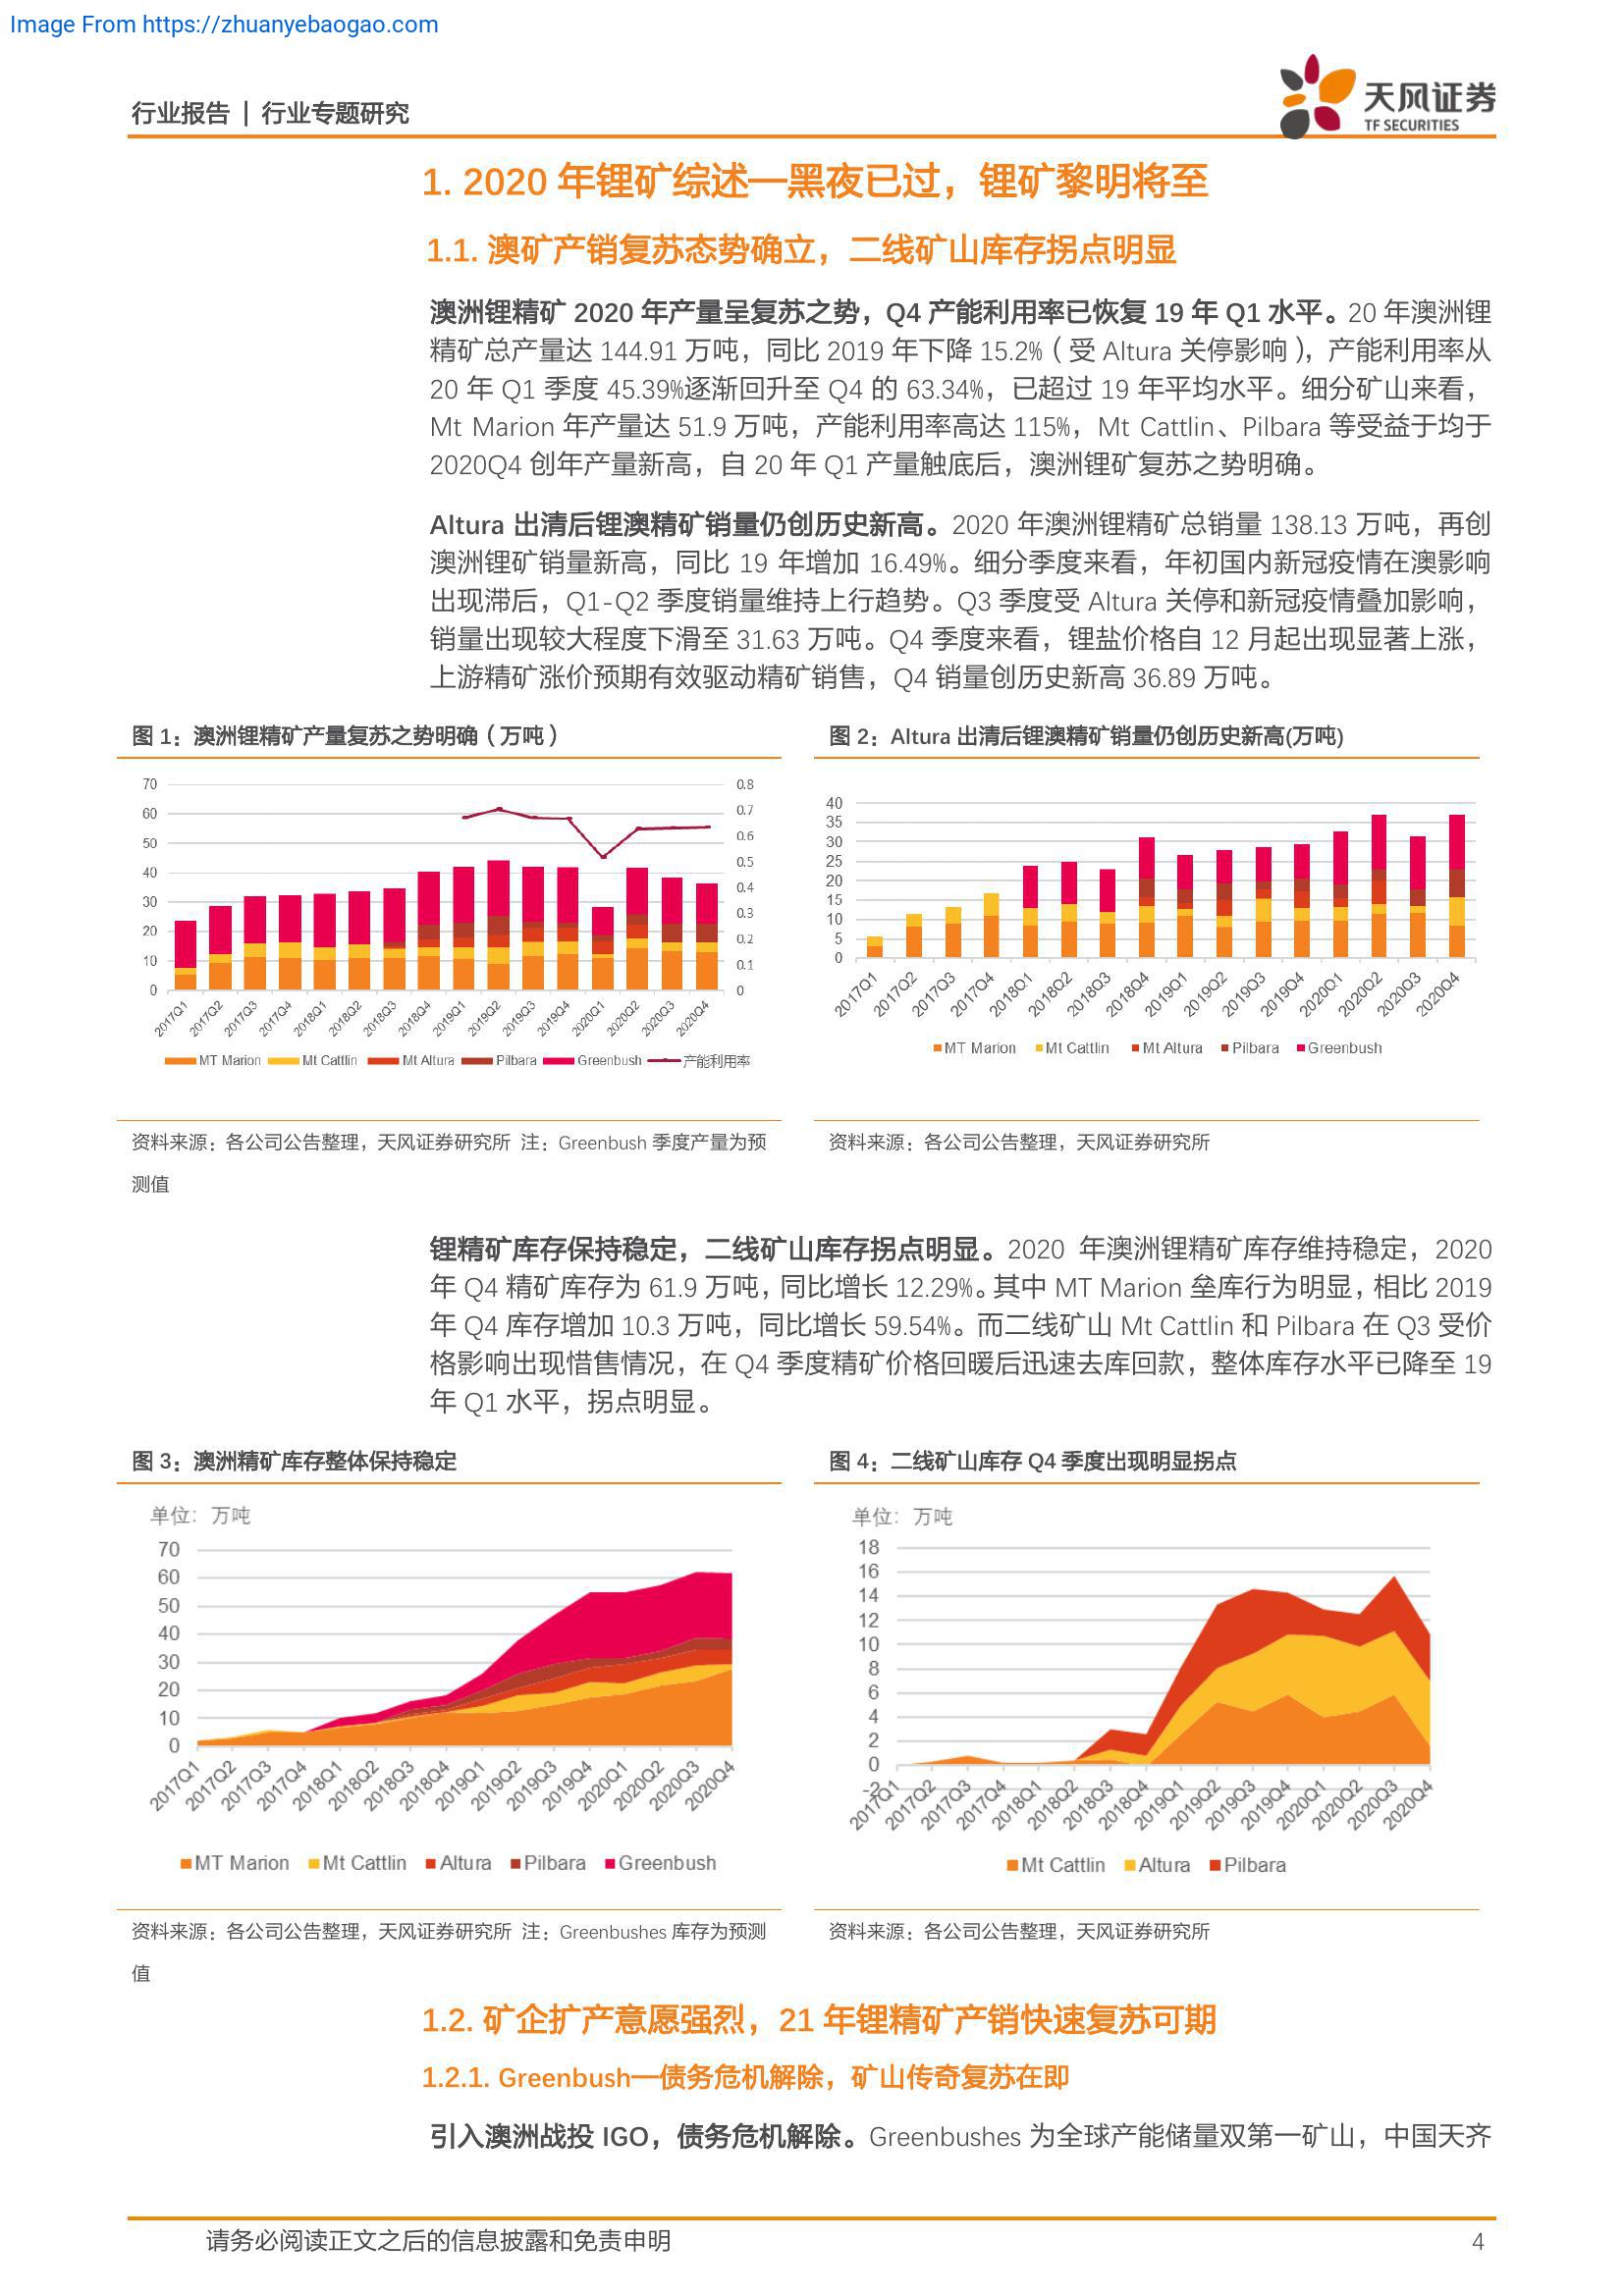 Image From https://zhuanyebaogao.com
行业报告 | 行业专题研究
天风证券
TF SECURITIES
1. 2020 年锂矿综述—黑夜已过，锂矿黎明将至
1.1. 澳矿产销复苏态势确立，二线矿山库存拐点明显
澳洲锂精矿 2020 年产量呈复苏之势，Q4 产能利用率已恢复 19 年 Q1 水平。20 年澳洲锂
精矿总产量达 144.91 万吨，同比 2019 年下降 15.2%（受 Altura 关停影响），产能利用率从
20 年 Q1 季度 45.39%逐渐回升至 Q4 的 63.34%，已超过 19 年平均水平。细分矿山来看，
Mt Marion 年产量达 51.9 万吨，产能利用率高达 115%，Mt Cattlin、Pilbara 等受益于均于
2020Q4 创年产量新高，自 20 年 Q1 产量触底后，澳洲锂矿复苏之势明确。
Altura 出清后锂澳精矿销量仍创历史新高。2020 年澳洲锂精矿总销量 138.13 万吨，再创
澳洲锂矿销量新高，同比 19 年增加 16.49%。细分季度来看，年初国内新冠疫情在澳影响
出现滞后，Q1-Q2 季度销量维持上行趋势。Q3 季度受 Altura 关停和新冠疫情叠加影响，
销量出现较大程度下滑至 31.63 万吨。Q4 季度来看，锂盐价格自 12 月起出现显著上涨，
上游精矿涨价预期有效驱动精矿销售，Q4 销量创历史新高 36.89 万吨。
图 1：澳洲锂精矿产量复苏之势明确（万吨）
70
60
50
40
30
20
10
0
0.8
0.7
0.6
0.5
0.4
0.3
0.2
0.1
0
2017Q1 2017Q2 2017Q3 2017Q4 2018Q1 2018Q2 2018Q3 2018Q4 2019Q1 2019Q2 2019Q3 2019Q4 2020Q1 2020Q2 2020Q3 2020Q4
MT Marion Mt Cattlin Mt Altura Pilbara Greenbush 产能利用率
资料来源：各公司公告整理，天风证券研究所 注：Greenbush 季度产量为预
测值
图 2：Altura 出清后锂澳精矿销量仍创历史新高(万吨)
40
35
30
25
20
15
10
5
0
2017Q1 2017Q2 2017Q3 2017Q4 2018Q1 2018Q2 2018Q3 2018Q4 2019Q1 2019Q2 2019Q3 2019Q4 2020Q1 2020Q2 2020Q3 2020Q4
MT Marion Mt Cattlin Mt Altura Pilbara Greenbush
资料来源：各公司公告整理，天风证券研究所
锂精矿库存保持稳定，二线矿山库存拐点明显。2020 年澳洲锂精矿库存维持稳定，2020
年 Q4 精矿库存为 61.9 万吨，同比增长 12.29%。其中 MT Marion 垒库行为明显，相比 2019
年 Q4 库存增加 10.3 万吨，同比增长 59.54%。而二线矿山 Mt Cattlin 和 Pilbara 在 Q3 受价
格影响出现惜售情况，在 Q4 季度精矿价格回暖后迅速去库回款，整体库存水平已降至 19
年 Q1 水平，拐点明显。
图 3：澳洲精矿库存整体保持稳定
单位：万吨
70
60
50
40
30
20
10
0
2017Q1 2017Q2 2017Q3 2017Q4 2018Q1 2018Q2 2018Q3 2018Q4 2019Q1 2019Q2 2019Q3 2019Q4 2020Q1 2020Q2 2020Q3 2020Q4
MT Marion Mt Cattlin Altura Pilbara Greenbush
资料来源：各公司公告整理，天风证券研究所 注：Greenbushes 库存为预测
值
图 4：二线矿山库存 Q4 季度出现明显拐点
单位：万吨
18
16
14
12
10
8
6
4
2
0
-2
2017Q1 2017Q2 2017Q3 2017Q4 2018Q1 2018Q2 2018Q3 2018Q4 2019Q1 2019Q2 2019Q3 2019Q4 2020Q1 2020Q2 2020Q3 2020Q4
Mt Cattlin Altura Pilbara
资料来源：各公司公告整理，天风证券研究所
1.2. 矿企扩产意愿强烈，21 年锂精矿产销快速复苏可期
1.2.1. Greenbush—债务危机解除，矿山传奇复苏在即
引入澳洲战投 IGO，债务危机解除。Greenbushes 为全球产能储量双第一矿山，中国天齐
请务必阅读正文之后的信息披露和免责申明
4